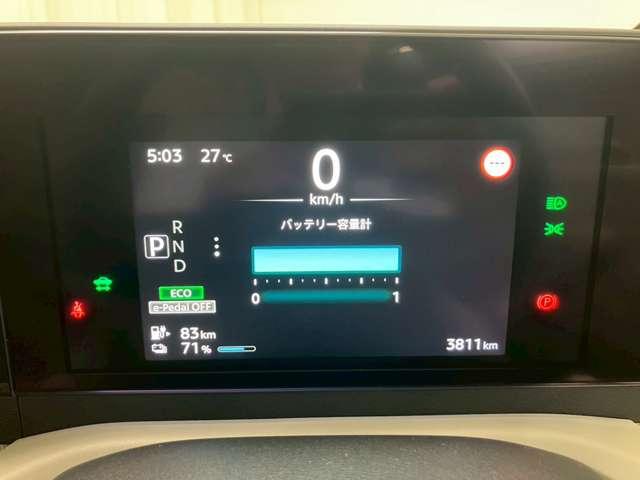 5:03 27℃
0
km/h
---
バッテリー容量計
R
P N
D
0 1
ECO
e-Pedal OFF
83km
71%
3811km
A
P